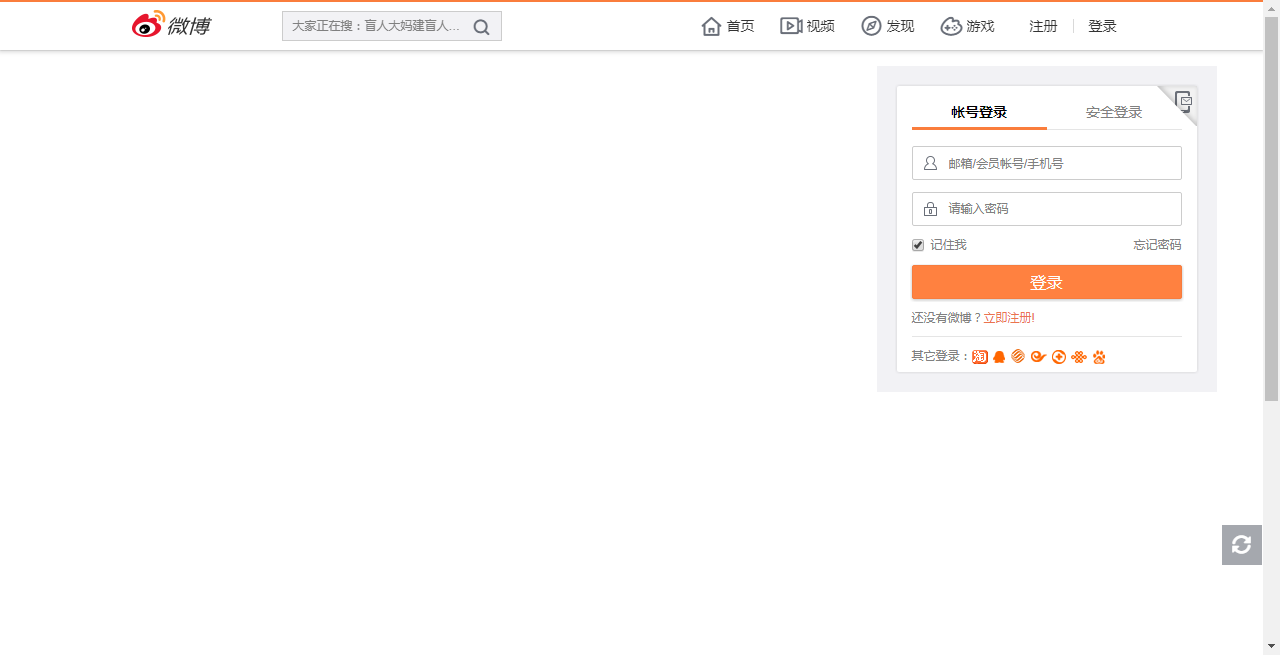 微博 大家正在搜：盲人大妈建盲人... 首页 视频 发现 游戏 注册 登录
帐号登录 安全登录
邮箱/会员帐号/手机号
请输入密码
记住我 忘记密码
登录
还没有微博？立即注册!
其它登录： 淘